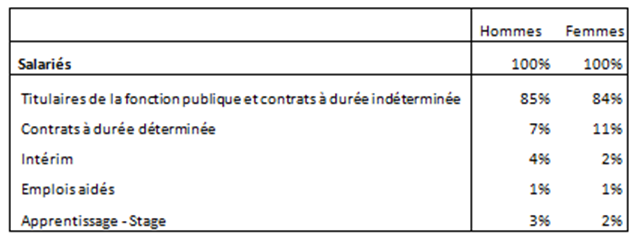 Hommes Femmes
Salariés 100% 100%
Titulaires de la fonction publique et contrats à durée indéterminée 85% 84%
Contrats à durée déterminée 7% 11%
Intérim 4% 2%
Emplois aidés 1% 1%
Apprentissage - Stage 3% 2%